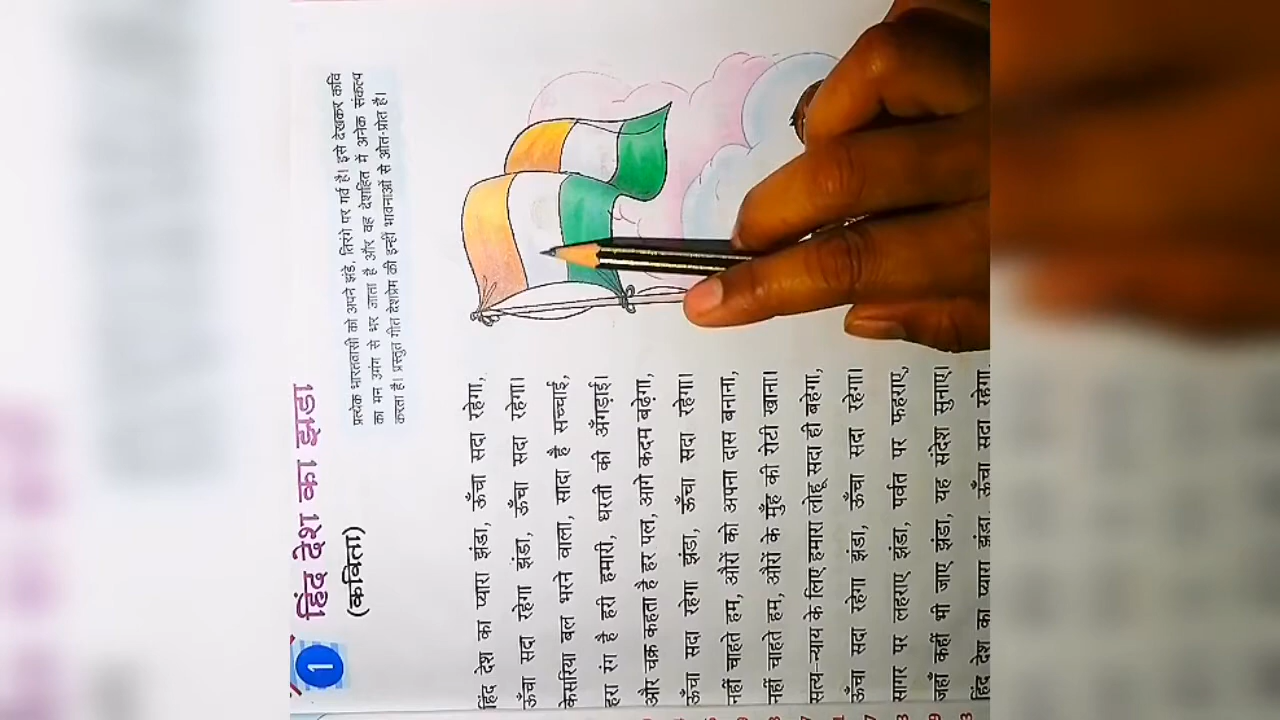 1
हिंद देश का झंडा
(कविता)
प्रत्येक भारतवासी को अपने झंडे, तिरंगे पर गर्व है। इसे देखकर कवि
का मन उमंग से भर जाता है और वह देशहित में अनेक संकल्प
करता है। प्रस्तुत गीत देशप्रेम की इन्हीं भावनाओं से ओत-प्रोत है।
हिंद देश का प्यारा झंडा, ऊँचा सदा रहेगा,
ऊँचा सदा रहेगा झंडा, ऊँचा सदा रहेगा।
केसरिया बल भरने वाला, सादा है सच्चाई,
हरा रंग है हरी हमारी, धरती की अँगड़ाई।
और चक्र कहता है हर पल, आगे कदम बढ़ेगा,
ऊँचा सदा रहेगा झंडा, ऊँचा सदा रहेगा।
नहीं चाहते हम, औरों को अपना दास बनाना,
नहीं चाहते हम, औरों के मुँह की रोटी खाना।
सत्य-न्याय के लिए हमारा लोहू सदा ही बहेगा,
ऊँचा सदा रहेगा झंडा, ऊँचा सदा रहेगा।
सागर पर लहराए झंडा, पर्वत पर फहराए,
जहाँ कहीं भी जाए झंडा, यह संदेश सुनाए।
हिंद देश का प्यारा झंडा, ऊँचा सदा रहेगा,